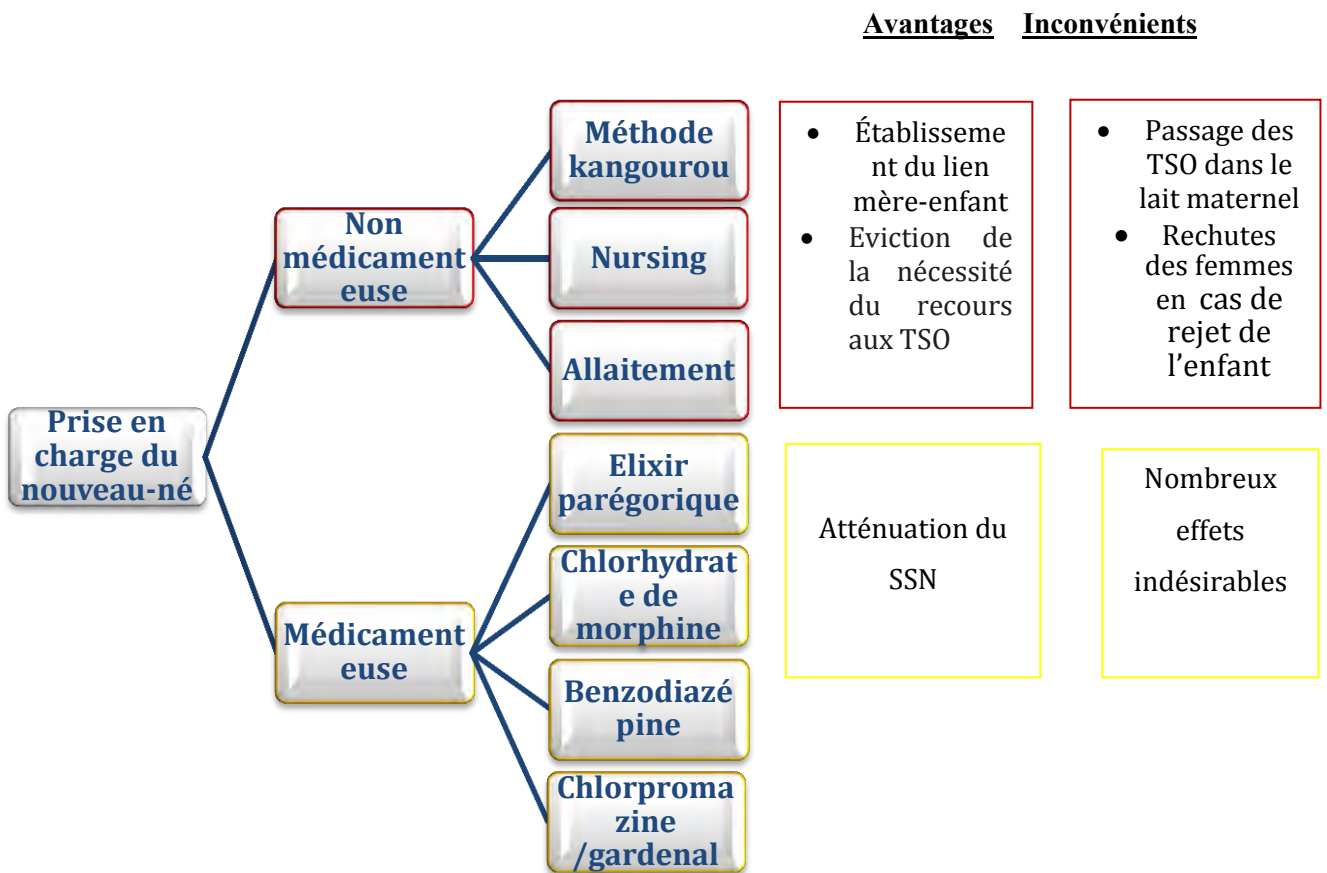 Avantages Inconvénients
Prise en
charge du
nouveau-né
Non
médicament
euse
Méthode
kangourou
Nursing
Allaitement
• Établisseme
nt du lien
mère-enfant
• Eviction de
la nécessité
du recours
aux TSO
• Passage des
TSO dans le
lait maternel
• Rechutes
des femmes
en cas de
rejet de
l’enfant
Médicament
euse
Elixir
parégorique
Chlorhydrat
e de
morphine
Benzodiazé
pine
Chlorproma
zine
/gardenal
Atténuation du
SSN
Nombreux
effets
indésirables